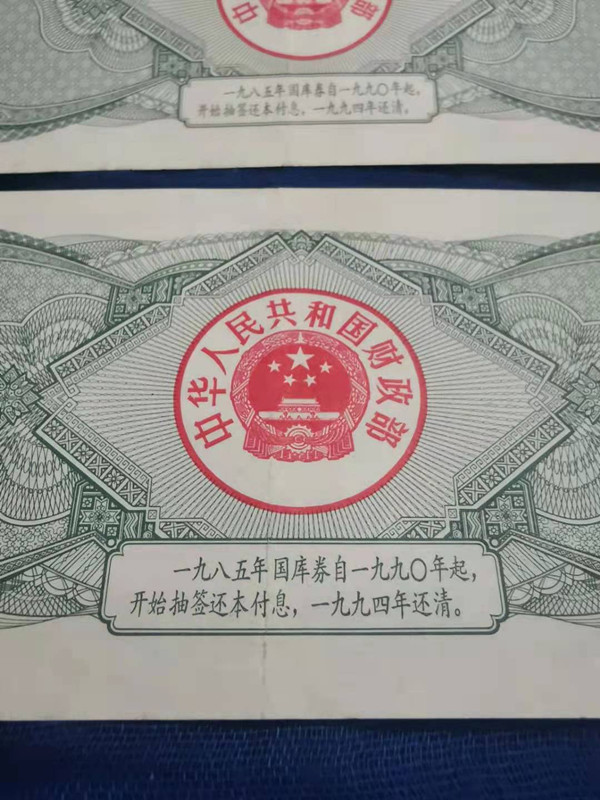 中 部
一九八五年国库券自一九九〇年起，
开始抽签还本付息，一九九四年还清。
中华人民共和国财政部
一九八五年国库券自一九九〇年起，
开始抽签还本付息，一九九四年还清。